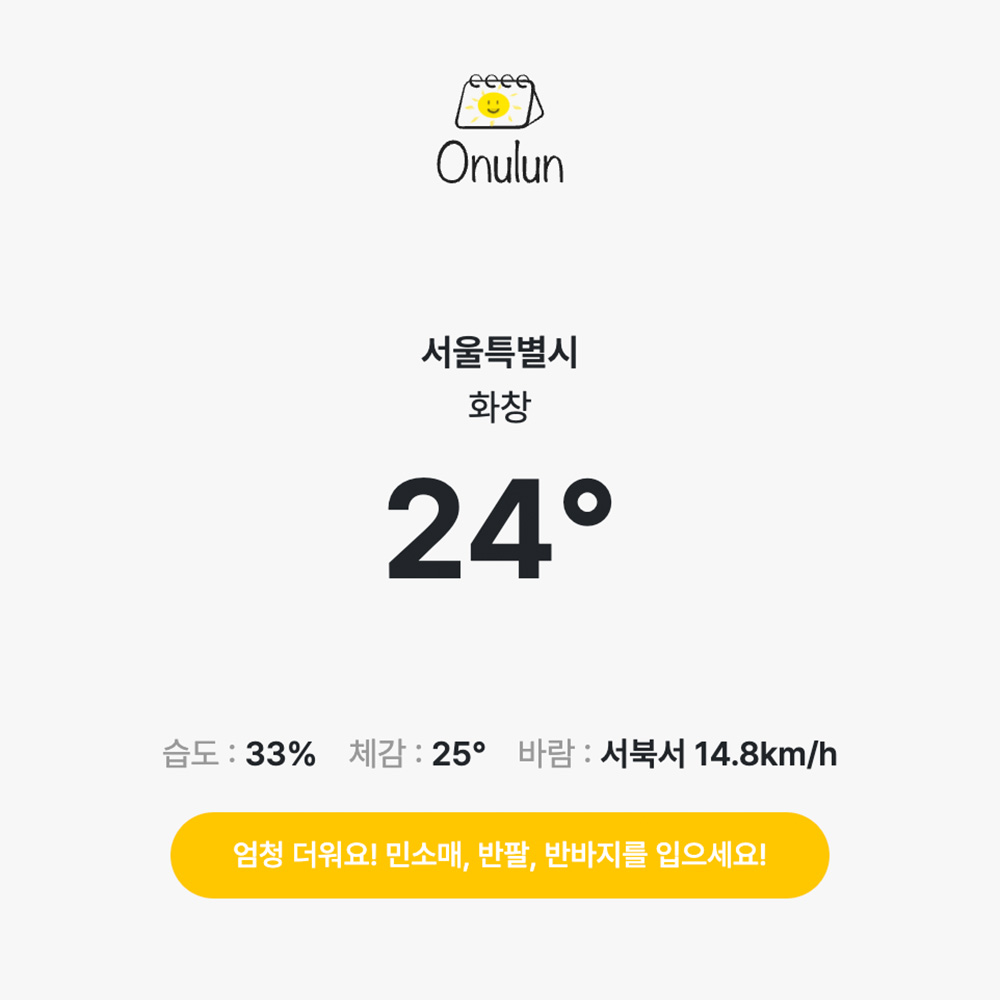 Onulun
서울특별시
화창
24°
습도 : 33% 체감 : 25° 바람 : 서북서 14.8km/h
엄청 더워요! 민소매, 반팔, 반바지를 입으세요!